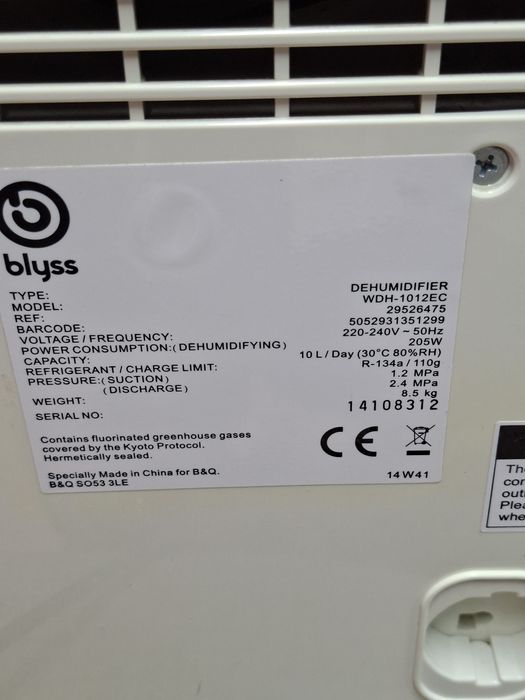 blyss
TYPE: DEHUMIDIFIER
MODEL: WDH-1012EC
REF: 29526475
BARCODE: 5052931351299
VOLTAGE / FREQUENCY: 220-240V ~ 50Hz
POWER CONSUMPTION:(DEHUMIDIFYING) 205W
CAPACITY: 10 L / Day (30°C 80%RH)
REFRIGERANT / CHARGE LIMIT: R-134a / 110g
PRESSURE: (SUCTION) 1.2 MPa
(DISCHARGE) 2.4 MPa
WEIGHT: 8.5 kg
SERIAL NO: 14108312
Contains fluorinated greenhouse gases
covered by the Kyoto Protocol.
Hermetically sealed.
CE
Specially Made in China for B&Q.
B&Q SO53 3LE
14W41